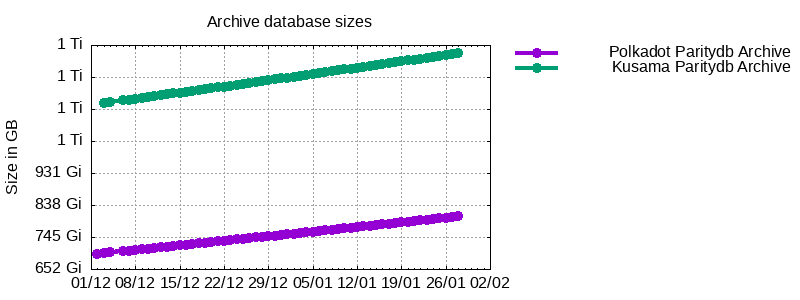 Archive database sizes
Polkadot Paritydb Archive
Kusama Paritydb Archive
Size in GB
1 Ti
1 Ti
1 Ti
1 Ti
931 Gi
838 Gi
745 Gi
652 Gi
01/12 08/12 15/12 22/12 29/12 05/01 12/01 19/01 26/01 02/02